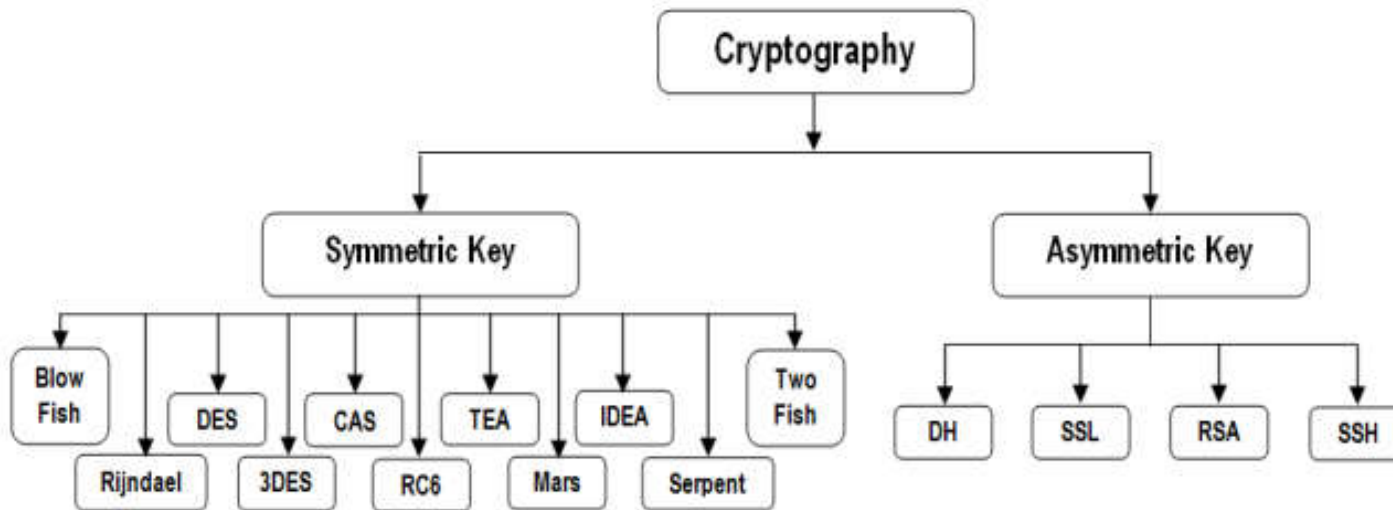 Cryptography
Symmetric Key
Asymmetric Key
Blow
Fish
Rijndael
DES
3DES
CAS
RC6
TEA
Mars
IDEA
Serpent
Two
Fish
DH
SSL
RSA
SSH